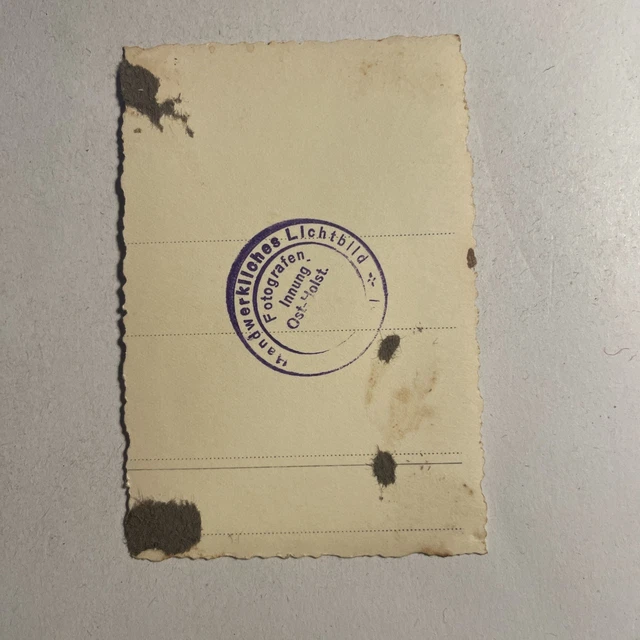 Handwerkliches Lichtbild
Fotografen
Innung
Ost-Holst.